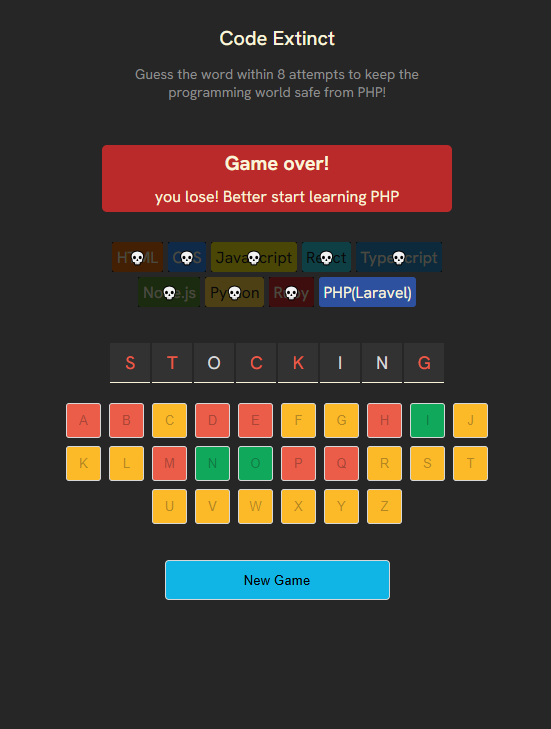 Code Extinct
Guess the word within 8 attempts to keep the
programming world safe from PHP!
Game over!
you lose! Better start learning PHP
HTML CSS JavaScript React Typescript
Node.js Python Ruby PHP(Laravel)
S T O C K I N G
A B C D E F G H I J
K L M N O P Q R S T
U V W X Y Z
New Game